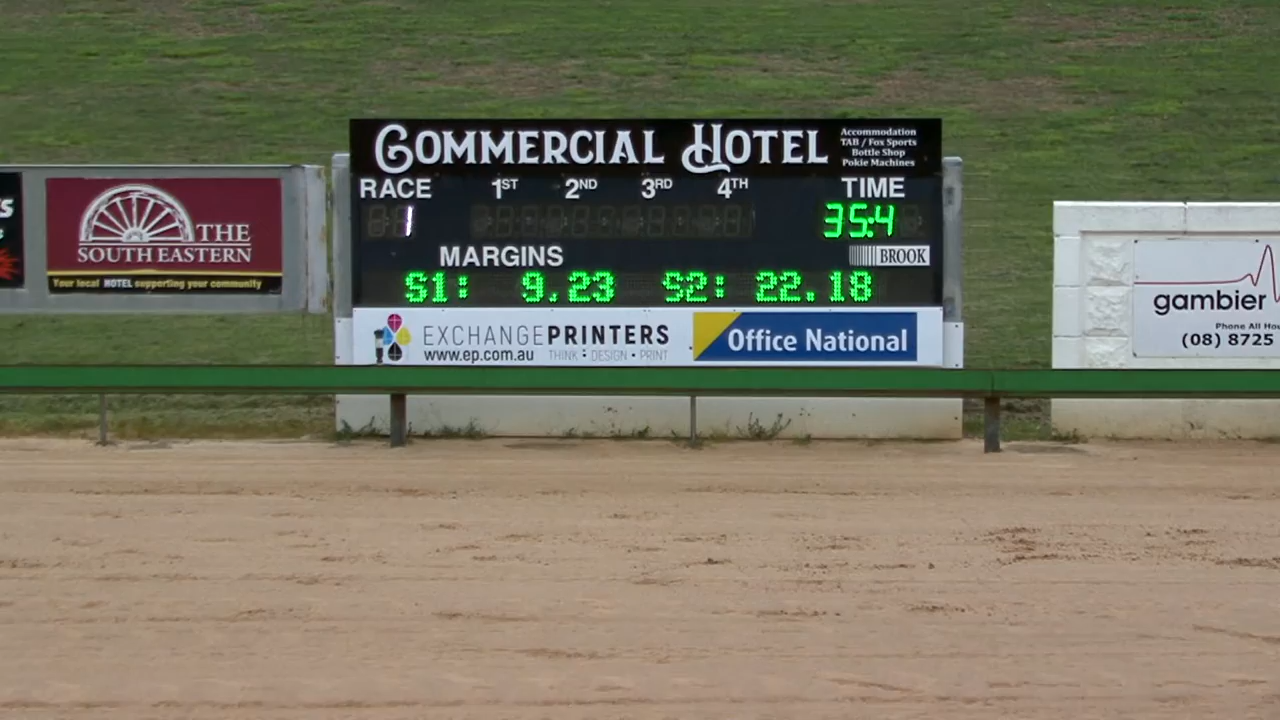 COMMERCIAL HOTEL
Accommodation
TAB / Fox Sports
Bottle Shop
Pokie Machines
RACE 1ST 2ND 3RD 4TH TIME
1 35:4
MARGINS
BROOK
S1: 9.23 S2: 22.18
EXCHANGEPRINTERS
www.ep.com.au THINK : DESIGN • PRINT
Office National
THE
SOUTH EASTERN
Your local HOTEL supporting your community
gambier
Phone All
(08) 8725